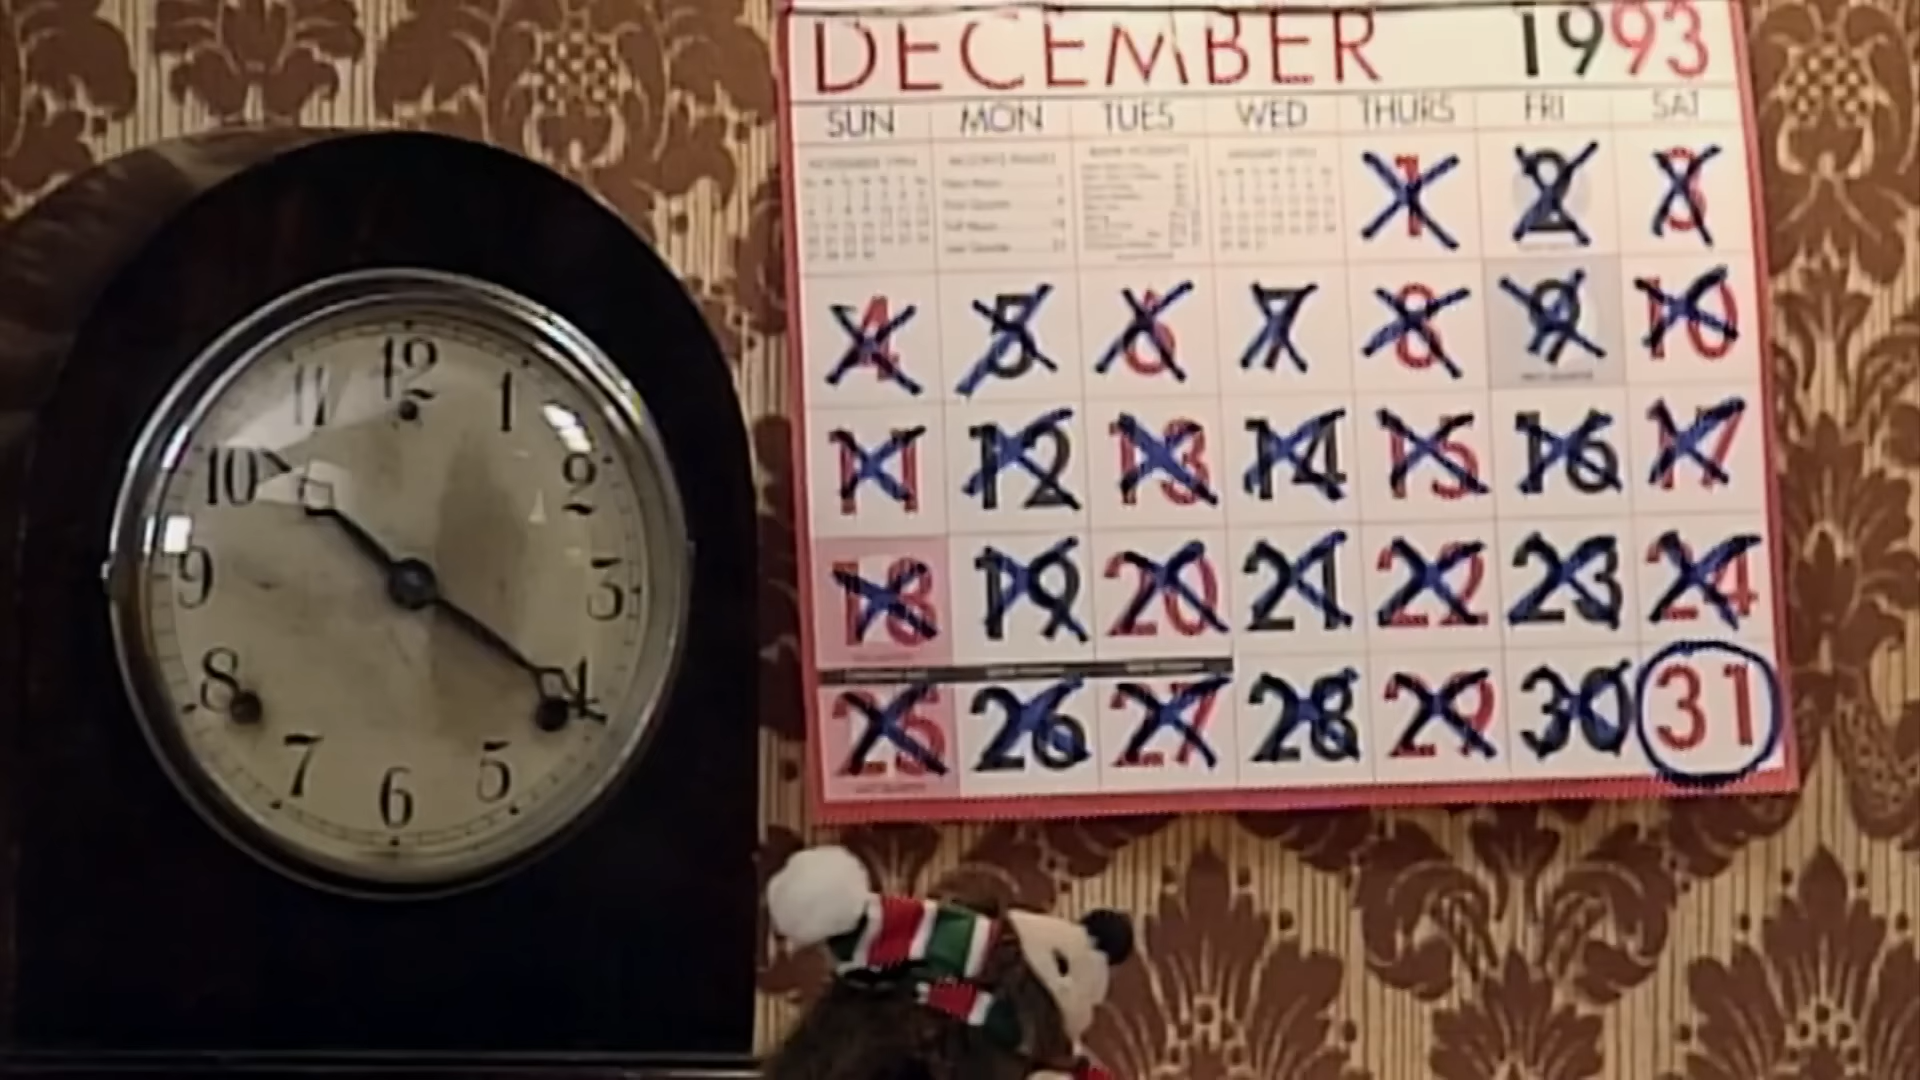 DECEMBER 1993
SUN MON TUES WED THURS FRI SAT
1 2 3
4 5 6 7 8 9 10
11 12 13 14 15 16 17
18 19 20 21 22 23 24
25 26 27 28 29 30 31
12
11 1
10 2
9 3
8 4
7 5
6